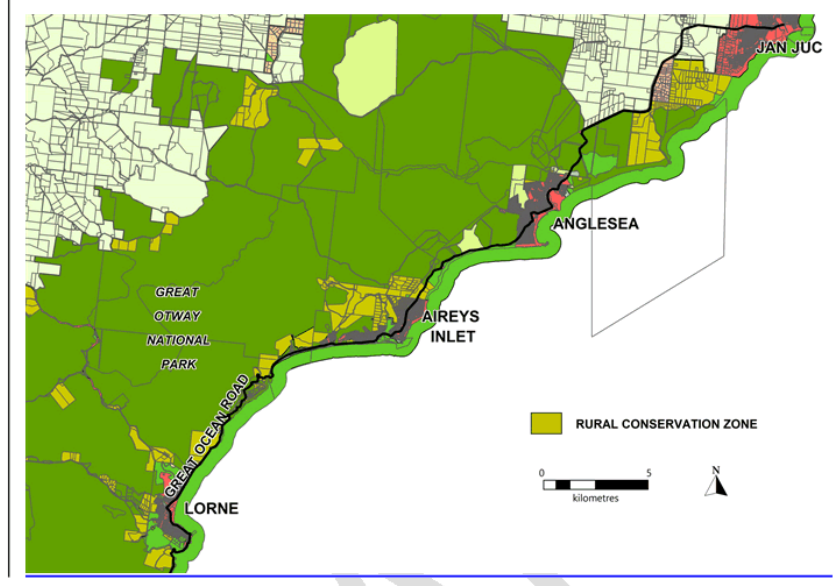 JAN JUC
ANGLESEA
GREAT
OTWAY
NATIONAL
PARK
AIREYS
INLET
GREAT OCEAN ROAD
LORNE
RURAL CONSERVATION ZONE
0 5
kilometres
N